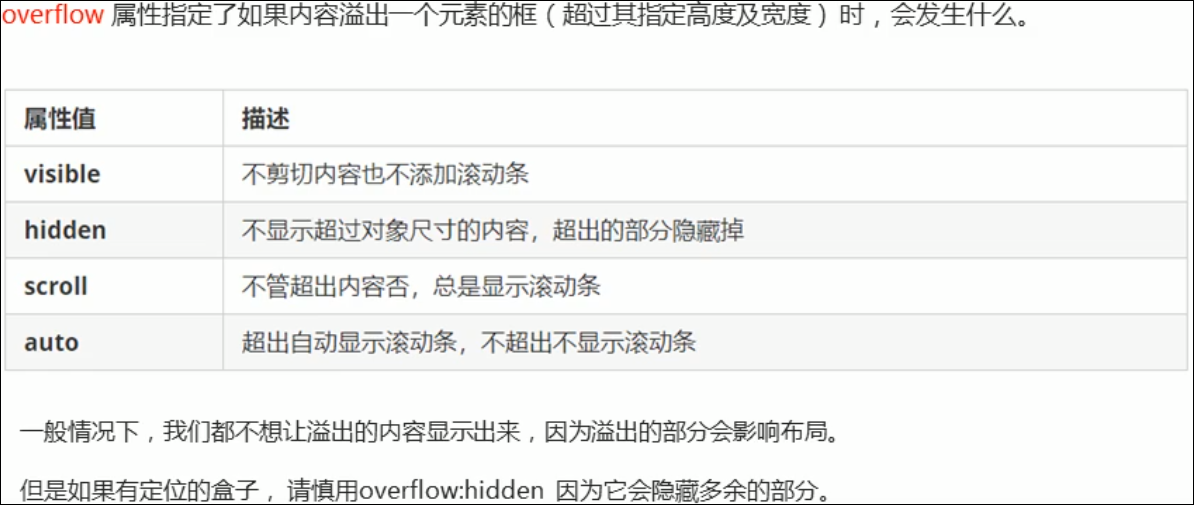 overflow 属性指定了如果内容溢出一个元素的框（超过其指定高度及宽度）时，会发生什么。
属性值 描述
visible 不剪切内容也不添加滚动条
hidden 不显示超过对象尺寸的内容，超出的部分隐藏掉
scroll 不管超出内容否，总是显示滚动条
auto 超出自动显示滚动条，不超出不显示滚动条
一般情况下，我们都不想让溢出的内容显示出来，因为溢出的部分会影响布局。
但是如果有定位的盒子，请慎用overflow:hidden 因为它会隐藏多余的部分。